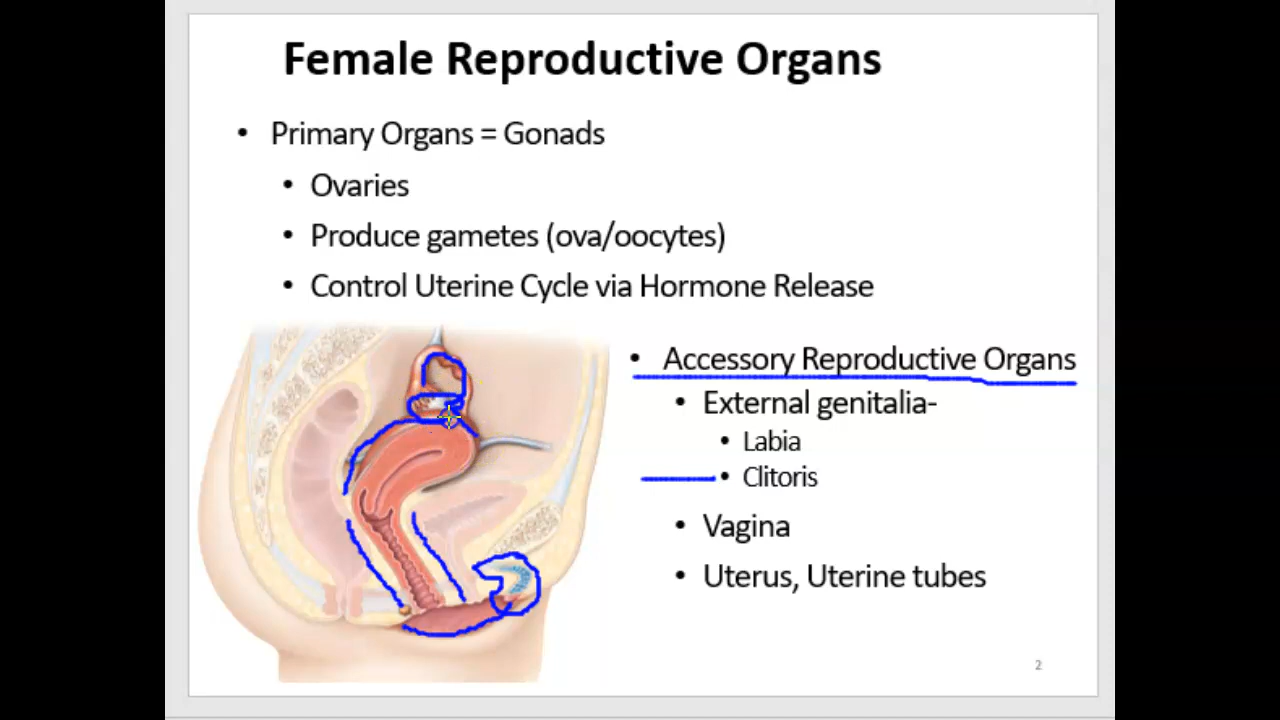 Female Reproductive Organs
• Primary Organs = Gonads
• Ovaries
• Produce gametes (ova/oocytes)
• Control Uterine Cycle via Hormone Release
• Accessory Reproductive Organs
• External genitalia-
• Labia
• Clitoris
• Vagina
• Uterus, Uterine tubes
2